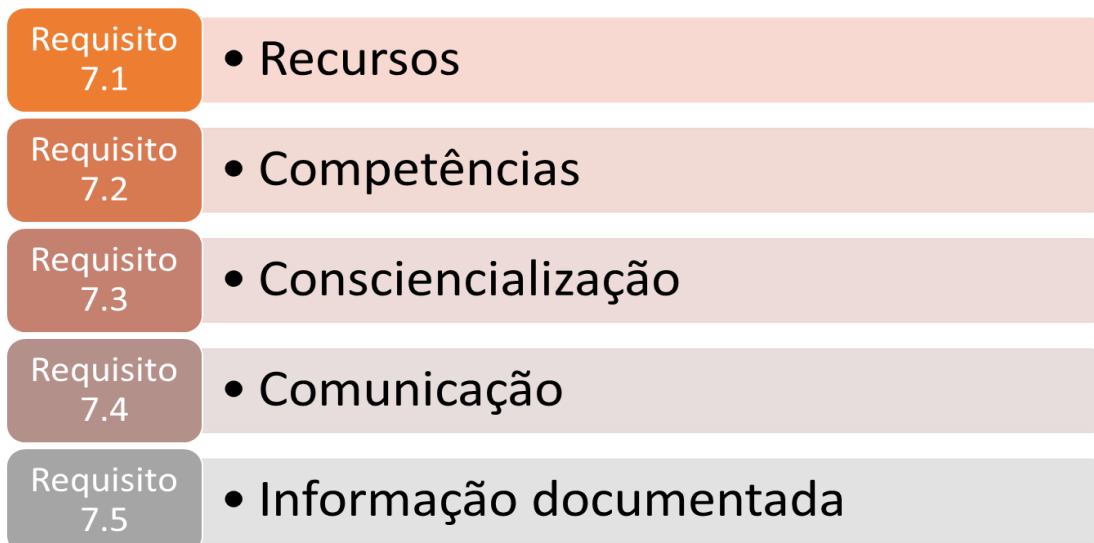 Requisito
7.1
• Recursos
Requisito
7.2
• Competências
Requisito
7.3
• Consciencialização
Requisito
7.4
• Comunicação
Requisito
7.5
• Informação documentada